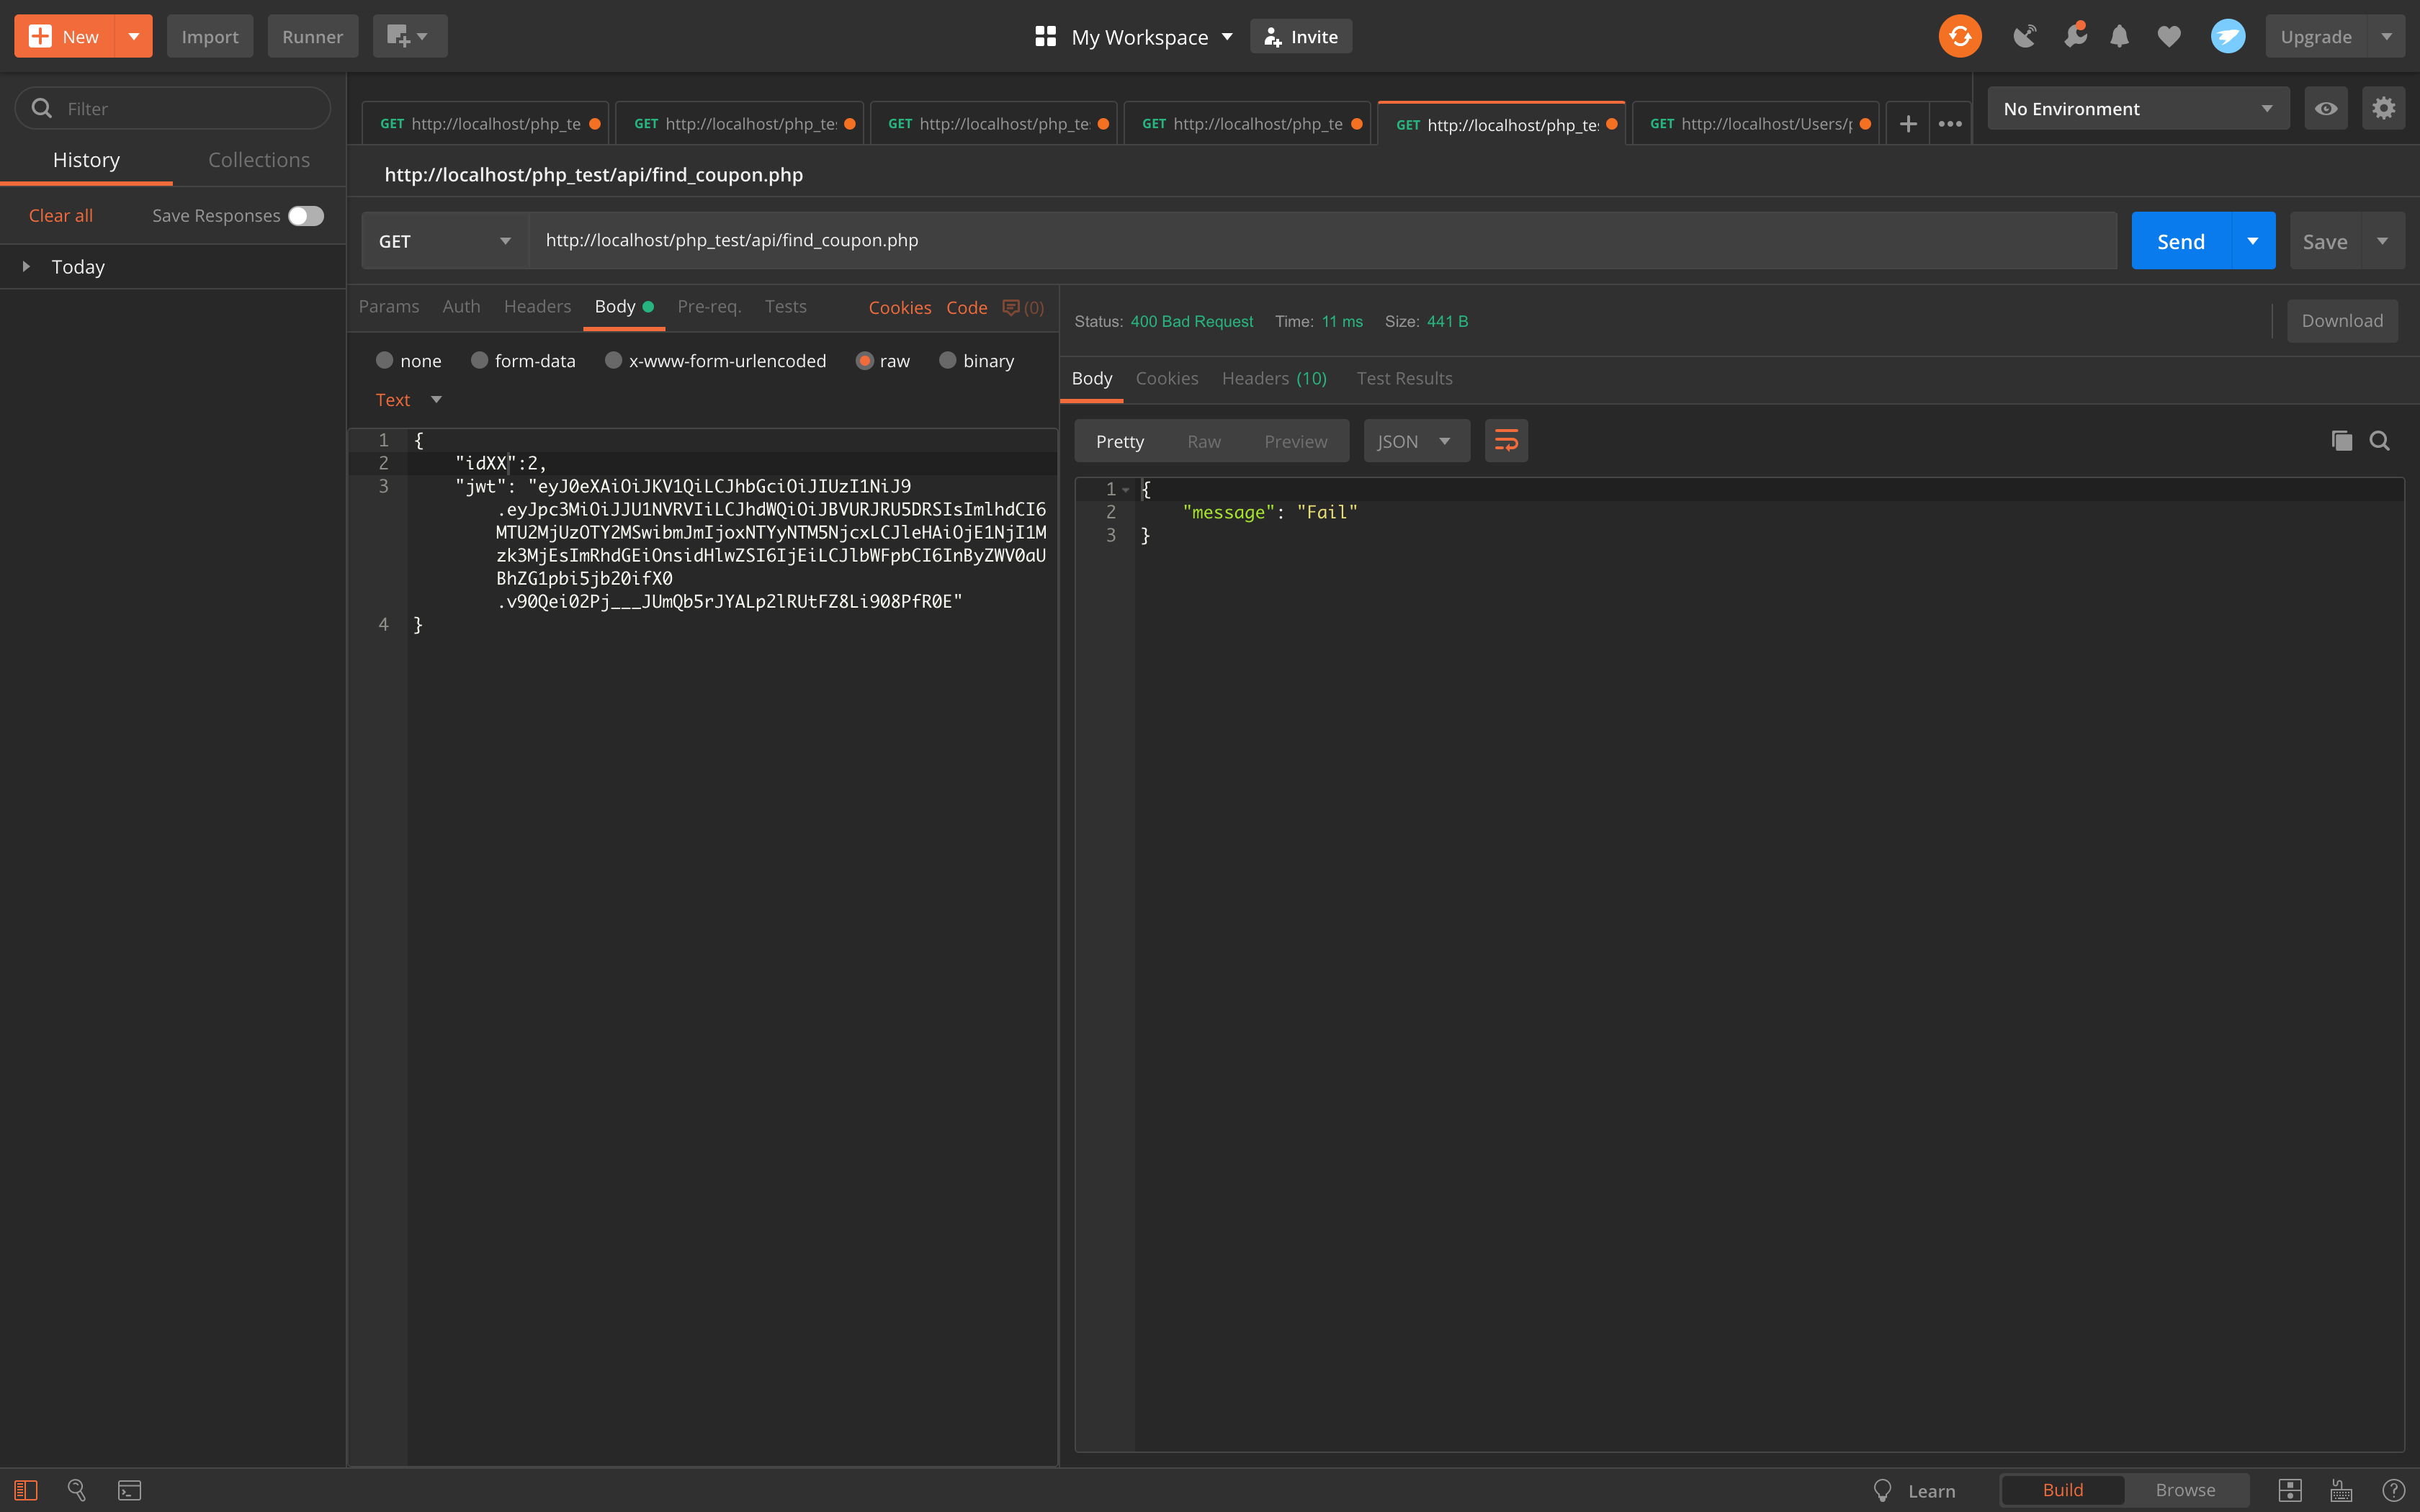 New
Import
Runner
My Workspace
Invite
Upgrade
Filter
History
Collections
Clear all
Save Responses
Today
GET http://localhost/php_te
GET http://localhost/php_te
GET http://localhost/php_te
GET http://localhost/php_te
GET http://localhost/php_te
GET http://localhost/Users/p
No Environment
http://localhost/php_test/api/find_coupon.php
GET
http://localhost/php_test/api/find_coupon.php
Send
Save
Params
Auth
Headers
Body
Pre-req.
Tests
Cookies
Code
(0)
none
form-data
x-www-form-urlencoded
raw
binary
Text
1 {
2 "idXX":2,
3 "jwt": "eyJ0eXAiOiJKV1QiLCJhbGciOiJIUzI1NiJ9
.eyJpc3MiOiJJU1NVRVIiLCJhdWQiOiJBVURJRU5DRSIsImlhdCI6
MTU2MjUzOTY2MSwibmJmIjoxNTYyNTM5NjcxLCJleHAiOjE1NjI1M
zk3MjEsImRhdGEiOnsidHlwZSI6IjEiLCJlbWFpbCI6InByZWV0aU
BhZG1pbi5jb20ifX0
.v90Qei02Pj___JUmQb5rJYALp2lRUtFZ8Li908PfR0E"
4 }
Status: 400 Bad Request Time: 11 ms Size: 441 B
Download
Body
Cookies
Headers (10)
Test Results
Pretty
Raw
Preview
JSON
1 {
2 "message": "Fail"
3 }
Learn
Build
Browse